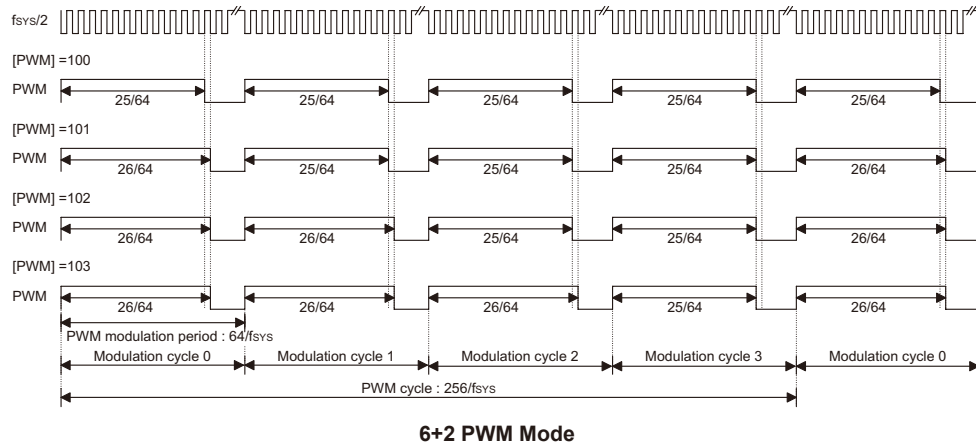 fSYS/2
[PWM] =100
PWM 25/64 25/64 25/64 25/64 25/64
[PWM] =101
PWM 26/64 25/64 25/64 25/64 26/64
[PWM] =102
PWM 26/64 26/64 25/64 25/64 26/64
[PWM] =103
PWM 26/64 26/64 26/64 25/64 26/64
PWM modulation period : 64/fSYS
Modulation cycle 0 Modulation cycle 1 Modulation cycle 2 Modulation cycle 3 Modulation cycle 0
PWM cycle : 256/fSYS
6+2 PWM Mode